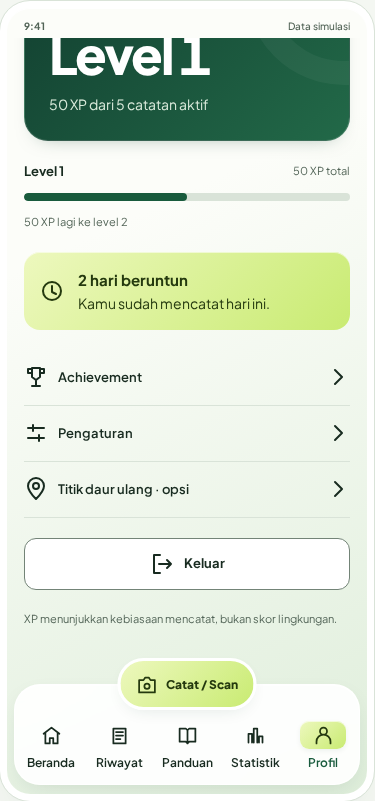 9:41
Data simulasi
Level 1
50 XP dari 5 catatan aktif
Level 1
50 XP total
50 XP lagi ke level 2
2 hari beruntun
Kamu sudah mencatat hari ini.
Achievement
Pengaturan
Titik daur ulang · opsi
Keluar
XP menunjukkan kebiasaan mencatat, bukan skor lingkungan.
Catat / Scan
Beranda
Riwayat
Panduan
Statistik
Profil